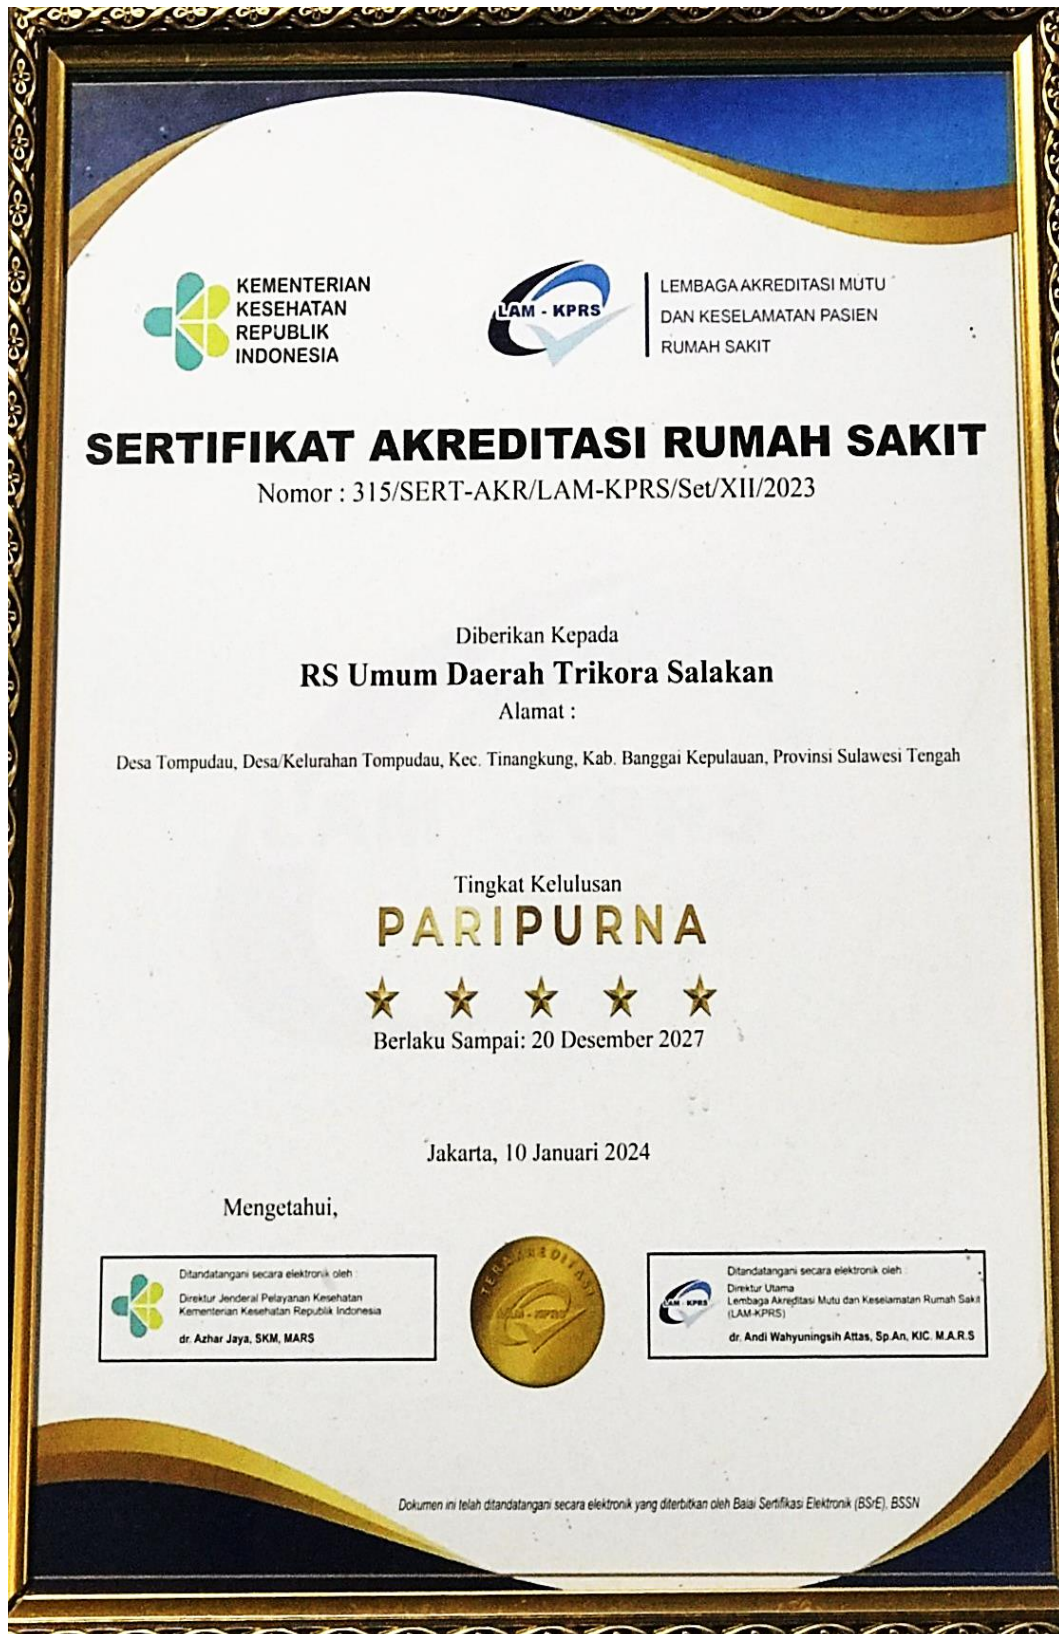 KEMENTERIAN
KESEHATAN
REPUBLIK
INDONESIA
LAM - KPRS
LEMBAGA AKREDITASI MUTU
DAN KESELAMATAN PASIEN
RUMAH SAKIT
SERTIFIKAT AKREDITASI RUMAH SAKIT
Nomor : 315/SERT-AKR/LAM-KPRS/Set/XII/2023
Diberikan Kepada
RS Umum Daerah Trikora Salakan
Alamat :
Desa Tompudau, Desa/Kelurahan Tompudau, Kec. Tinangkung, Kab. Banggai Kepulauan, Provinsi Sulawesi Tengah
Tingkat Kelulusan
PARIPURNA
Berlaku Sampai: 20 Desember 2027
Jakarta, 10 Januari 2024
Mengetahui,
Ditandatangani secara elektronik oleh :
Direktur Jenderal Pelayanan Kesehatan
Kementerian Kesehatan Republik Indonesia
dr. Azhar Jaya, SKM, MARS
TERAKREDITASI
LAM - KPRS
Ditandatangani secara elektronik oleh :
LAM - KPRS
Direktur Utama
Lembaga Akreditasi Mutu dan Keselamatan Rumah Sakit
(LAM-KPRS)
dr. Andi Wahyuningsih Attas, Sp.An, KIC. M.A.R.S
Dokumen ini telah ditandatangani secara elektronik yang diterbitkan oleh Balai Sertifikasi Elektronik (BSrE), BSSN